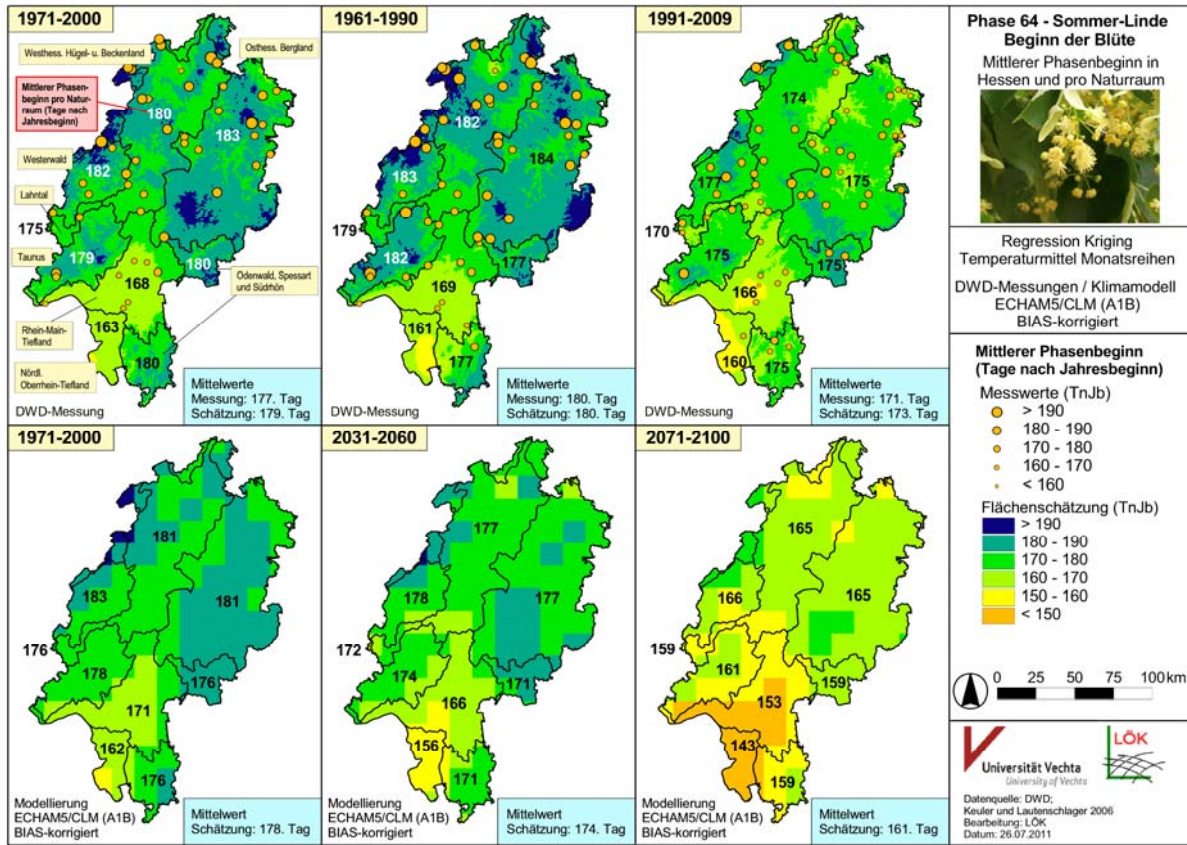 1971-2000
Westhess. Hügel- u. Beckenland
Osthess. Bergland
Mittlerer Phasen-
beginn pro Natur-
raum (Tage nach
Jahresbeginn)
180
183
Westerwald
182
Lahntal
175
179
Taunus
180
168
Odenwald, Spessart
und Südrhön
Rhein-Main-
Tiefland
163
180
Nördl.
Oberrhein-Tiefland
DWD-Messung
Mittelwerte
Messung: 177. Tag
Schätzung: 179. Tag
1961-1990
182
184
183
179
182
177
169
161
177
DWD-Messung
Mittelwerte
Messung: 180. Tag
Schätzung: 180. Tag
1991-2009
174
177
175
170
175
175
166
160
175
Mittelwerte
Messung: 171. Tag
Schätzung: 173. Tag
Phase 64 - Sommer-Linde
Beginn der Blüte
Mittlerer Phasenbeginn in
Hessen und pro Naturraum
Regression Kriging
Temperaturmittel Monatsreihen
DWD-Messungen / Klimamodell
ECHAM5/CLM (A1B)
BIAS-korrigiert
Mittlerer Phasenbeginn
(Tage nach Jahresbeginn)
Messwerte (TnJb)
> 190
180 - 190
170 - 180
160 - 170
< 160
Flächenschätzung (TnJb)
> 190
180 - 190
170 - 180
160 - 170
150 - 160
< 150
0 25 50 75 100 km
1971-2000
181
183
181
176
178
176
171
162
176
Modellierung
ECHAM5/CLM (A1B)
BIAS-korrigiert
Mittelwert
Schätzung: 178. Tag
2031-2060
177
178
177
172
174
171
166
156
171
Modellierung
ECHAM5/CLM (A1B)
BIAS-korrigiert
Mittelwert
Schätzung: 174. Tag
2071-2100
165
166
165
159
161
159
153
143
159
Modellierung
ECHAM5/CLM (A1B)
BIAS-korrigiert
Mittelwert
Schätzung: 161. Tag
Universität Vechta
University of Vechta
LÖK
Datenquelle: DWD;
Keuler und Lautenschlager 2006
Bearbeitung: LÖK
Datum: 26.07.2011